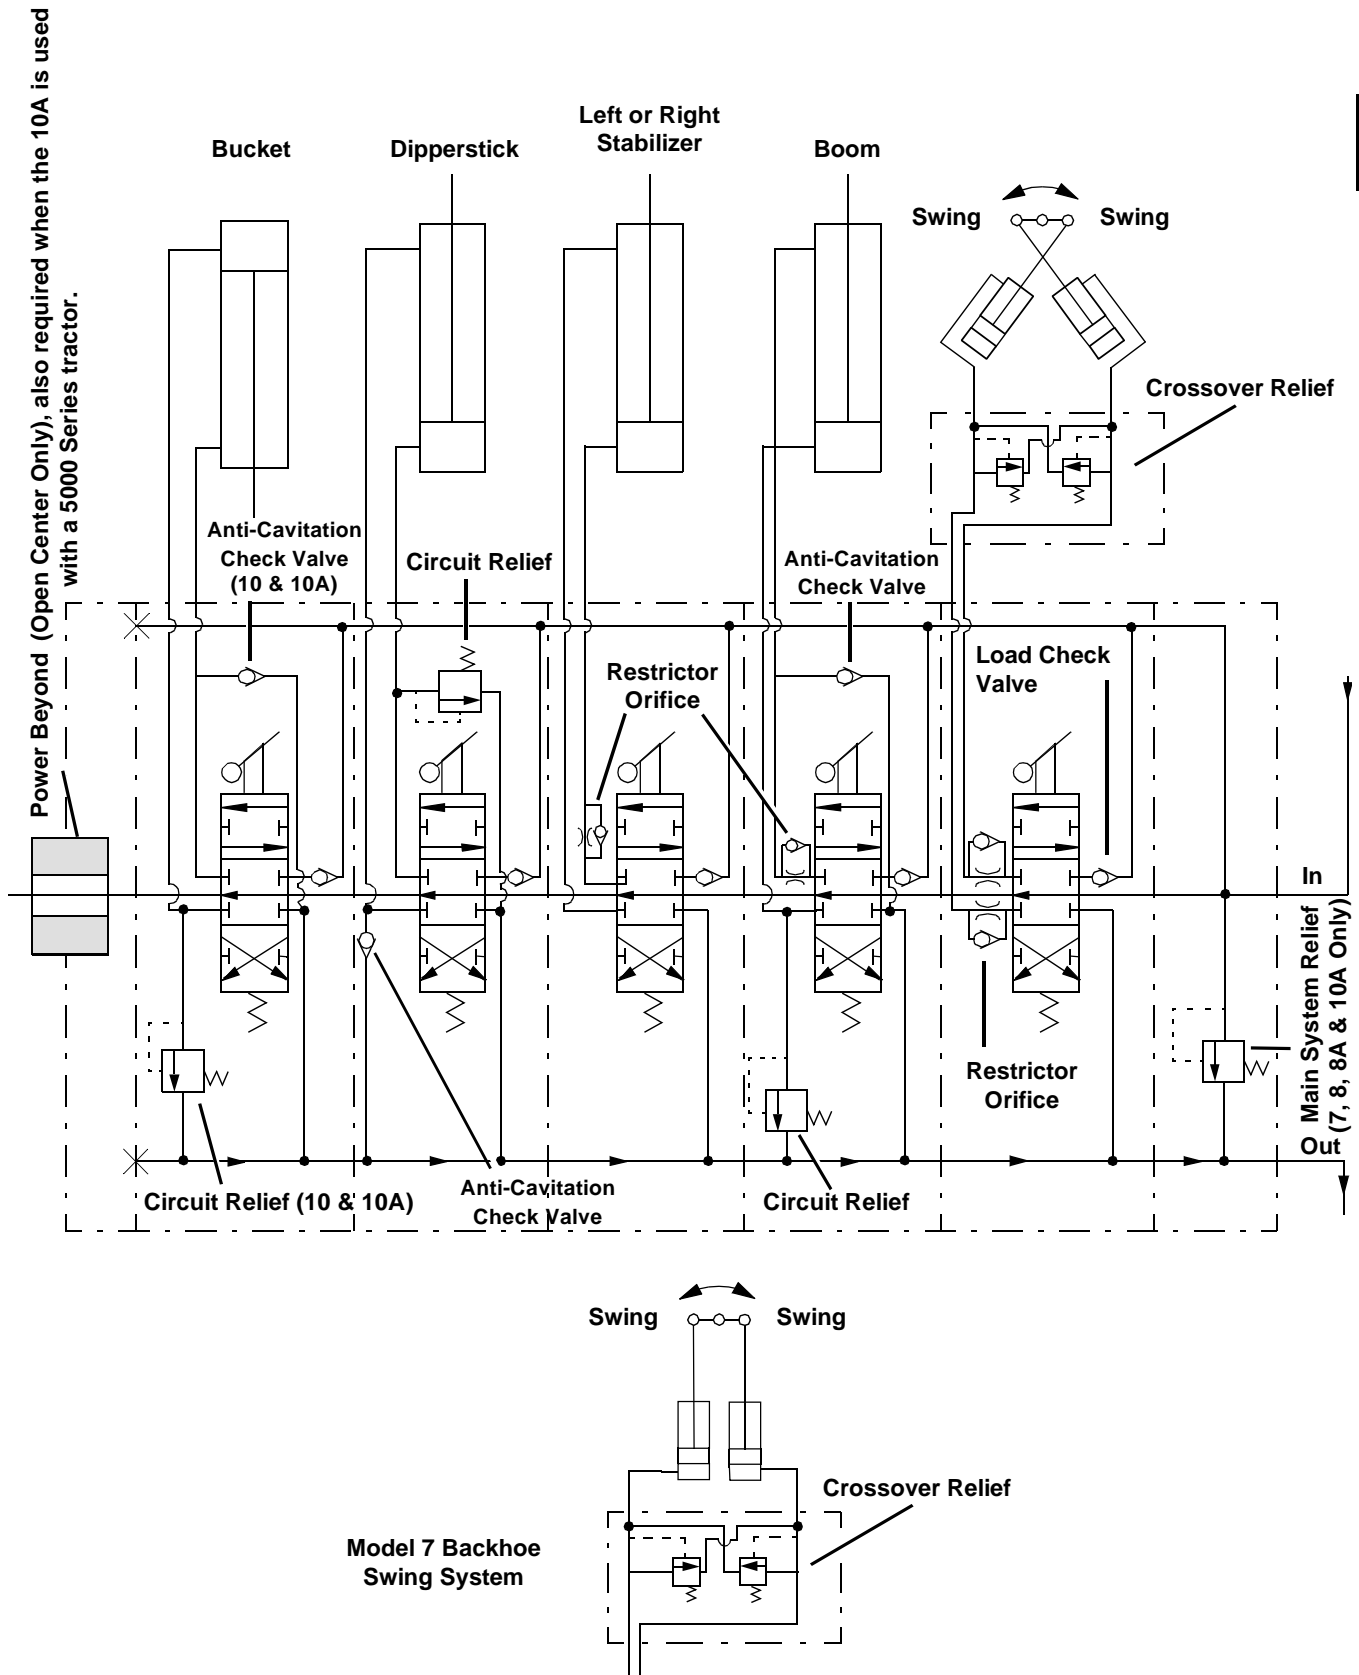 Power Beyond (Open Center Only), also required when the 10A is used
with a 5000 Series tractor.
Bucket
Dipperstick
Left or Right
Stabilizer
Boom
Swing
Swing
Crossover Relief
Anti-Cavitation
Check Valve
(10 & 10A)
Circuit Relief
Anti-Cavitation
Check Valve
Restrictor
Orifice
Load Check
Valve
In
Main System Relief
(7, 8, 8A & 10A Only)
O
Out
Restrictor
Orifice
Circuit Relief (10 & 10A)
Anti-Cavitation
Check Valve
Circuit Relief
Swing
Swing
Crossover Relief
Model 7 Backhoe
Swing System